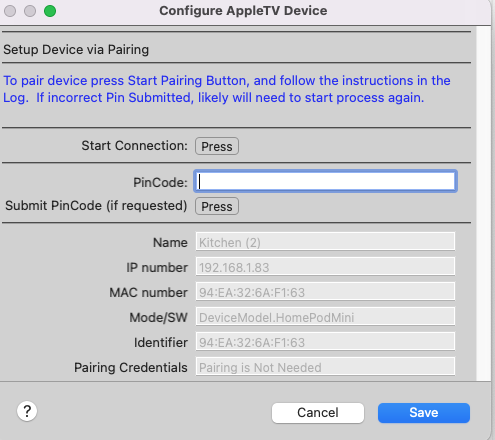 Configure AppleTV Device
Setup Device via Pairing
To pair device press Start Pairing Button, and follow the instructions in the
Log.  If incorrect Pin Submitted, likely will need to start process again.
Start Connection: Press
PinCode:
Submit PinCode (if requested) Press
Name Kitchen (2)
IP number 192.168.1.83
MAC number 94:EA:32:6A:F1:63
Mode/SW DeviceModel.HomePodMini
Identifier 94:EA:32:6A:F1:63
Pairing Credentials Pairing is Not Needed
? Cancel Save